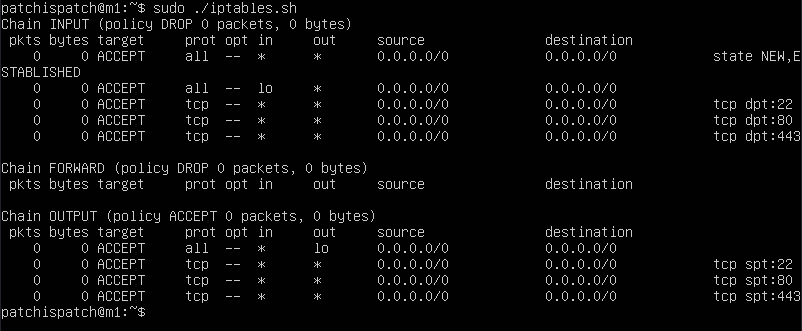 patchispatch@m1:~$ sudo ./iptables.sh
Chain INPUT (policy DROP 0 packets, 0 bytes)
 pkts bytes target     prot opt in     out     source               destination
    0     0 ACCEPT     all  --  *      *       0.0.0.0/0            0.0.0.0/0            state NEW,E
STABLISHED
    0     0 ACCEPT     all  --  lo     *       0.0.0.0/0            0.0.0.0/0
    0     0 ACCEPT     tcp  --  *      *       0.0.0.0/0            0.0.0.0/0            tcp dpt:22
    0     0 ACCEPT     tcp  --  *      *       0.0.0.0/0            0.0.0.0/0            tcp dpt:80
    0     0 ACCEPT     tcp  --  *      *       0.0.0.0/0            0.0.0.0/0            tcp dpt:443

Chain FORWARD (policy DROP 0 packets, 0 bytes)
 pkts bytes target     prot opt in     out     source               destination

Chain OUTPUT (policy ACCEPT 0 packets, 0 bytes)
 pkts bytes target     prot opt in     out     source               destination
    0     0 ACCEPT     all  --  *      lo      0.0.0.0/0            0.0.0.0/0
    0     0 ACCEPT     tcp  --  *      *       0.0.0.0/0            0.0.0.0/0            tcp spt:22
    0     0 ACCEPT     tcp  --  *      *       0.0.0.0/0            0.0.0.0/0            tcp spt:80
    0     0 ACCEPT     tcp  --  *      *       0.0.0.0/0            0.0.0.0/0            tcp spt:443
patchispatch@m1:~$